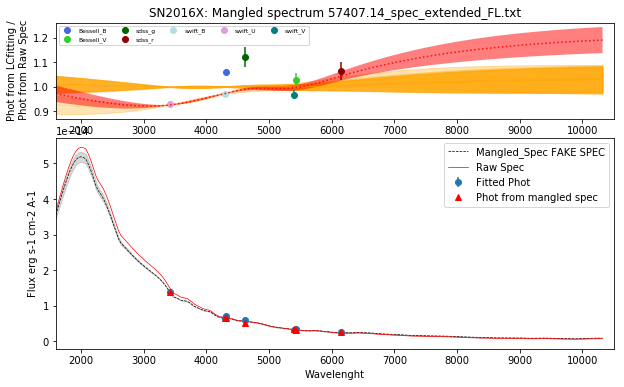 SN2016X: Mangled spectrum 57407.14_spec_extended_FL.txt
Phot from LCfitting /
Phot from Raw Spec
Bessell_B sdss_g swift_B swift_U swift_V
Bessell_V sdss_r
1.2
1.1
1.0
0.9
2000 3000 4000 5000 6000 7000 8000 9000 10000
1e−14
Flux erg s-1 cm-2 A-1
5
4
3
2
1
0
Mangled_Spec FAKE SPEC
Raw Spec
Fitted Phot
Phot from mangled spec
2000 3000 4000 5000 6000 7000 8000 9000 10000
Wavelenght